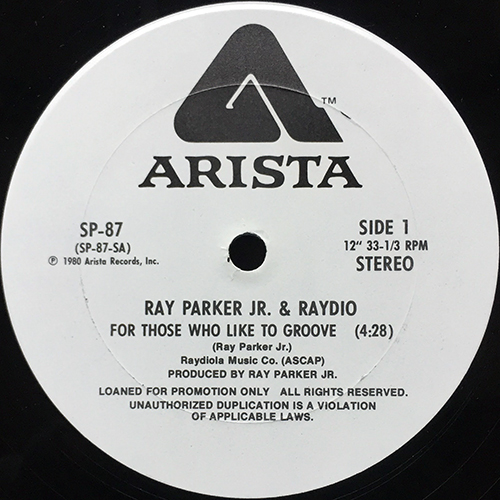 TM
ARISTA
SP-87
(SP-87-SA)
℗ 1980 Arista Records, Inc.
SIDE 1
12" 33-1/3 RPM
STEREO
RAY PARKER JR. & RAYDIO
FOR THOSE WHO LIKE TO GROOVE (4:28)
(Ray Parker Jr.)
Raydiola Music Co. (ASCAP)
PRODUCED BY RAY PARKER JR.
LOANED FOR PROMOTION ONLY ALL RIGHTS RESERVED.
UNAUTHORIZED DUPLICATION IS A VIOLATION
OF APPLICABLE LAWS.